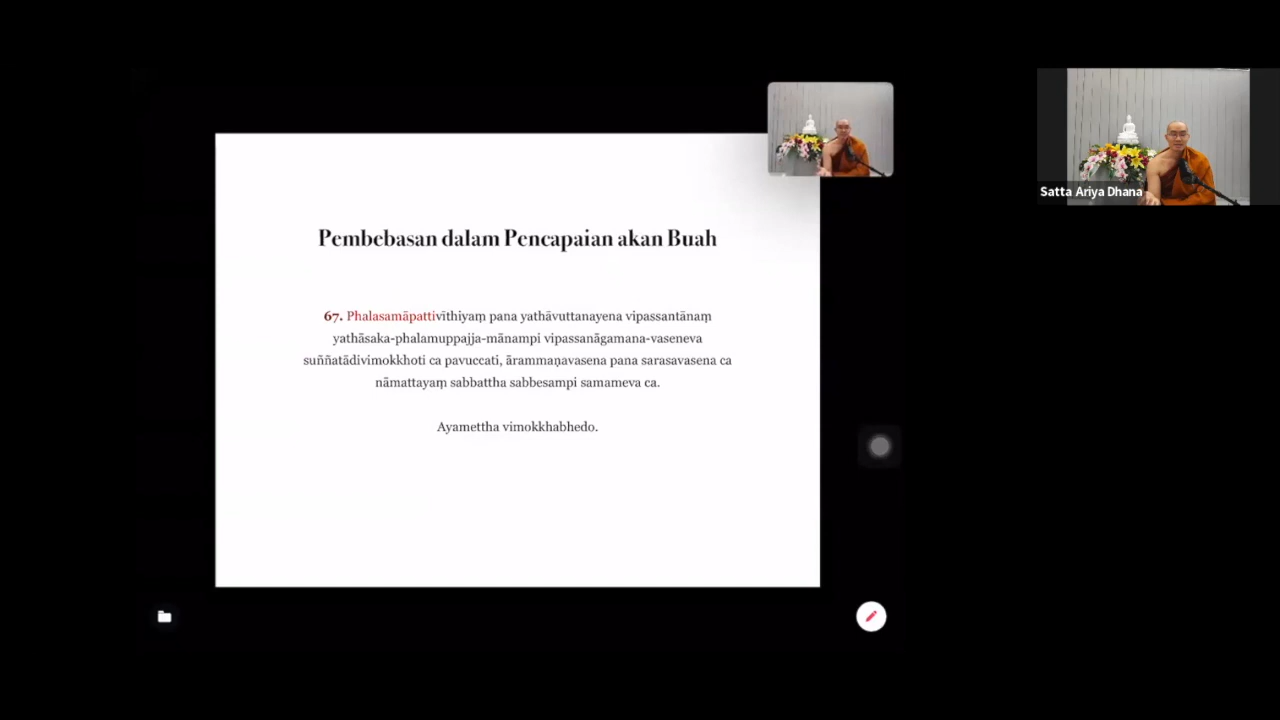 Pembebasan dalam Pencapaian akan Buah
67. Phalasamāpattivīthiyaṃ pana yathāvuttanayena vipassantānaṃ
yathāsaka-phalamuppajja-mānampi vipassanāgamana-vaseneva
suññatādivimokkhoti ca pavuccati, ārammaṇavasena pana sarasavasena ca
nāmattayaṃ sabbattha sabbesampi samameva ca.
Ayamettha vimokkhabhedo.
Satta Ariya Dhana